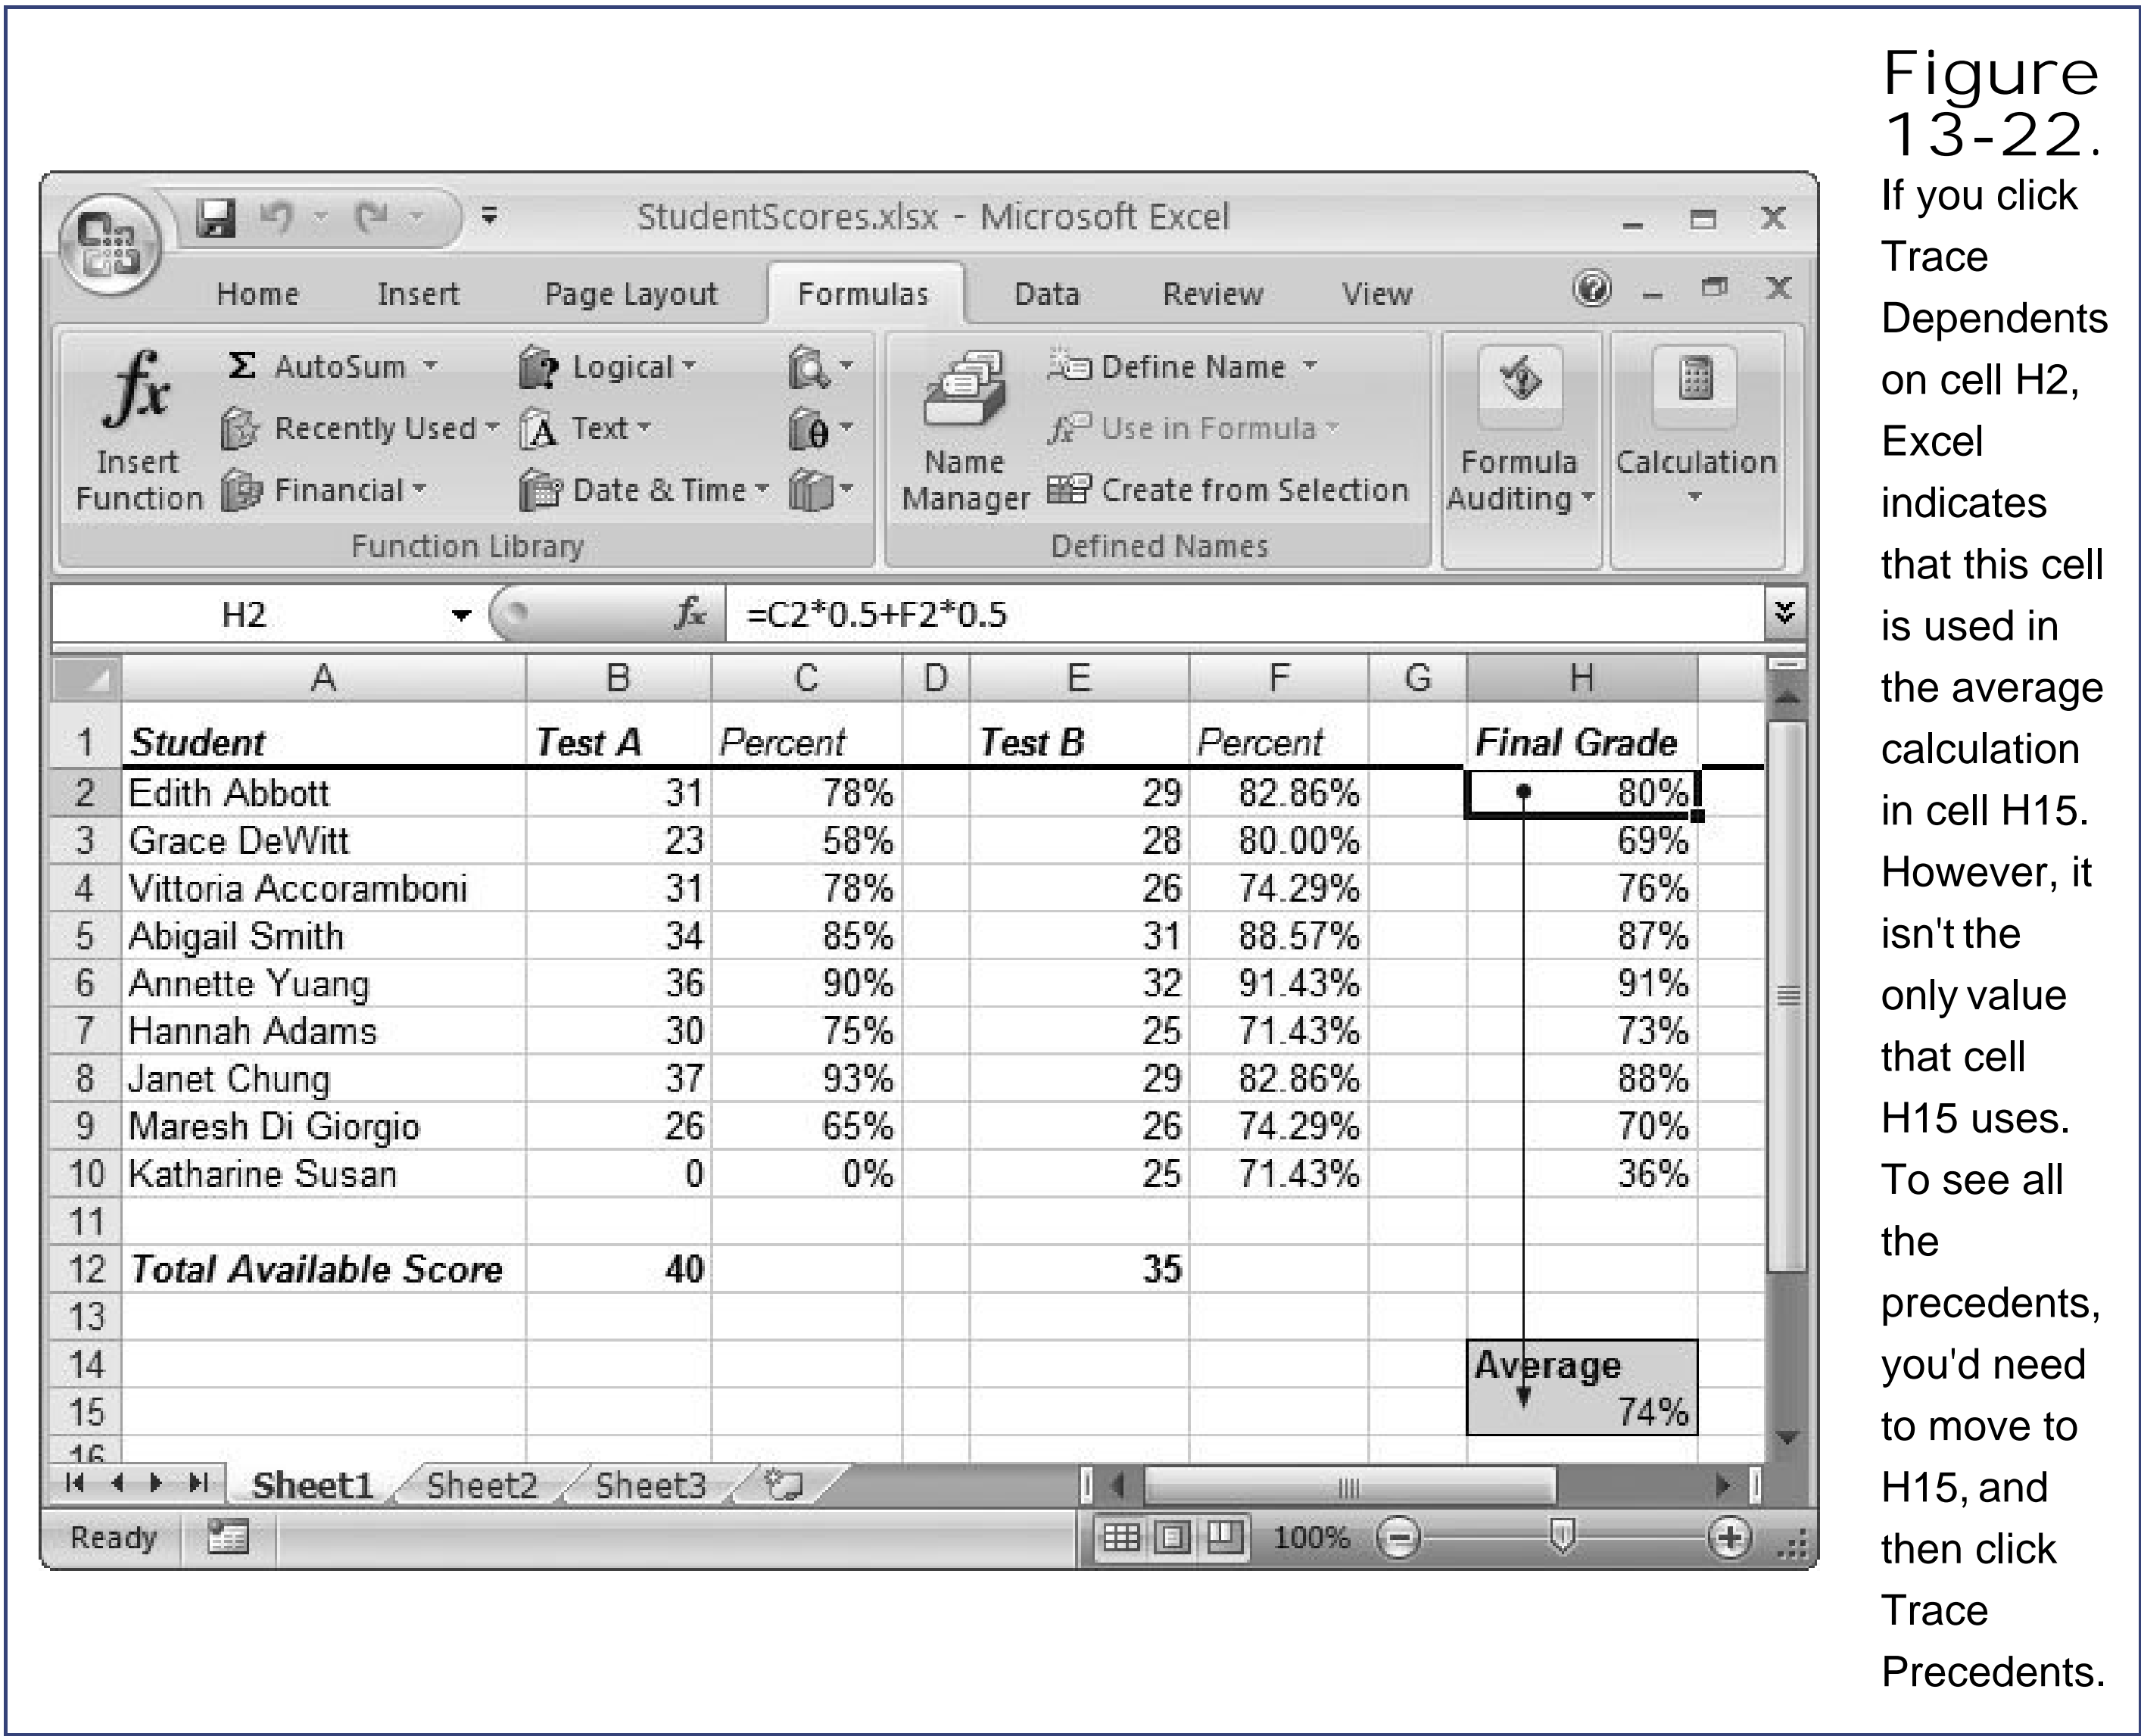 StudentScores.xlsx - Microsoft Excel
Home Insert Page Layout Formulas Data Review View
fx Σ AutoSum Logical Define Name
Recently Used A Text θ fx Use in Formula
Insert Function Financial Date & Time Name Manager Create from Selection Formula Auditing Calculation
Function Library Defined Names
H2 fx =C2*0.5+F2*0.5
A B C D E F G H
1 Student Test A Percent Test B Percent Final Grade
2 Edith Abbott 31 78% 29 82.86% 80%
3 Grace DeWitt 23 58% 28 80.00% 69%
4 Vittoria Accoramboni 31 78% 26 74.29% 76%
5 Abigail Smith 34 85% 31 88.57% 87%
6 Annette Yuang 36 90% 32 91.43% 91%
7 Hannah Adams 30 75% 25 71.43% 73%
8 Janet Chung 37 93% 29 82.86% 88%
9 Maresh Di Giorgio 26 65% 26 74.29% 70%
10 Katharine Susan 0 0% 25 71.43% 36%
11
12 Total Available Score 40 35
13
14 Average
15 74%
16
Sheet1 Sheet2 Sheet3
Ready 100%
Figure
13-22.
If you click
Trace
Dependents
on cell H2,
Excel
indicates
that this cell
is used in
the average
calculation
in cell H15.
However, it
isn't the
only value
that cell
H15 uses.
To see all
the
precedents,
you'd need
to move to
H15, and
then click
Trace
Precedents.